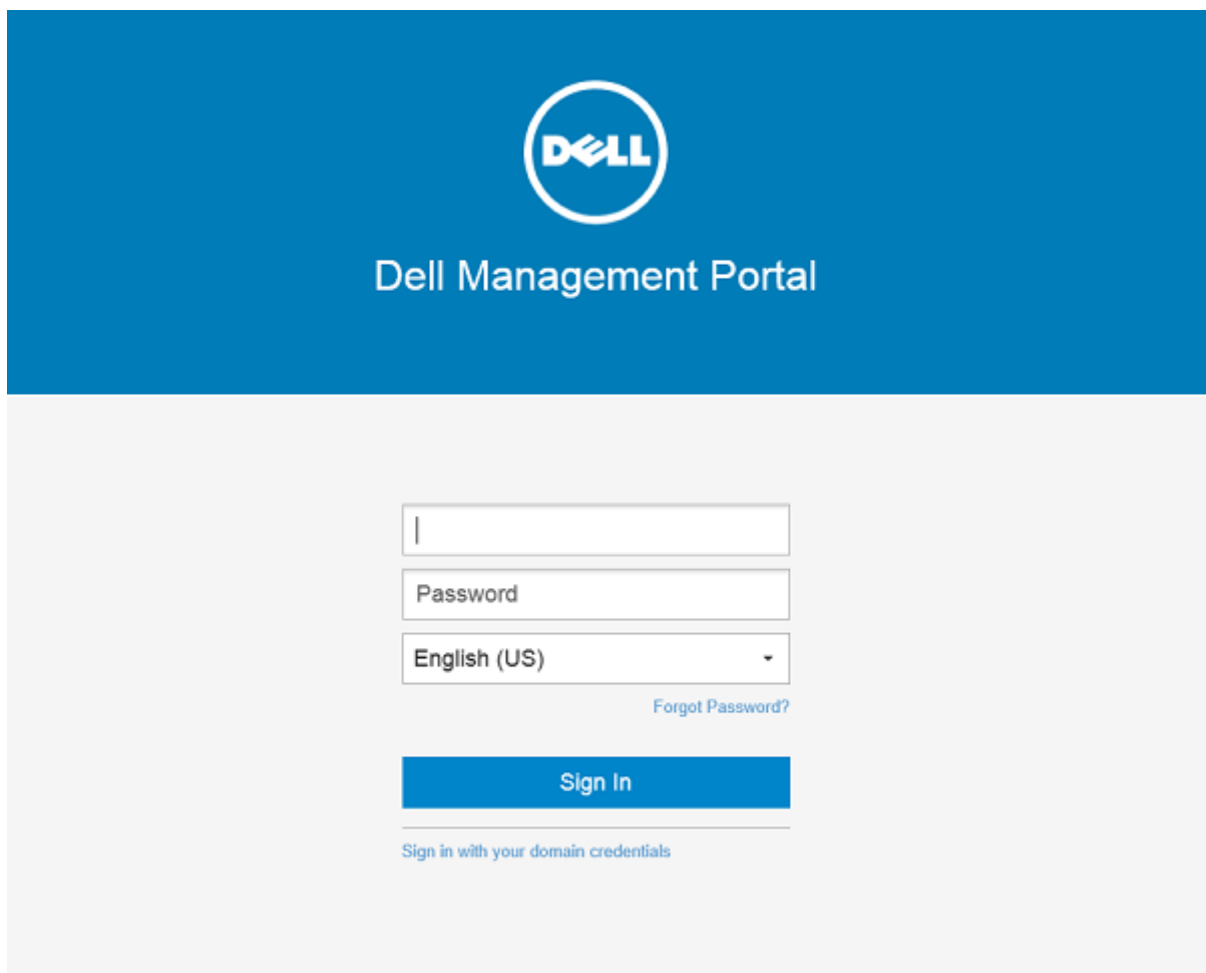 DELL
Dell Management Portal
Password
English (US)
Forgot Password?
Sign In
Sign in with your domain credentials